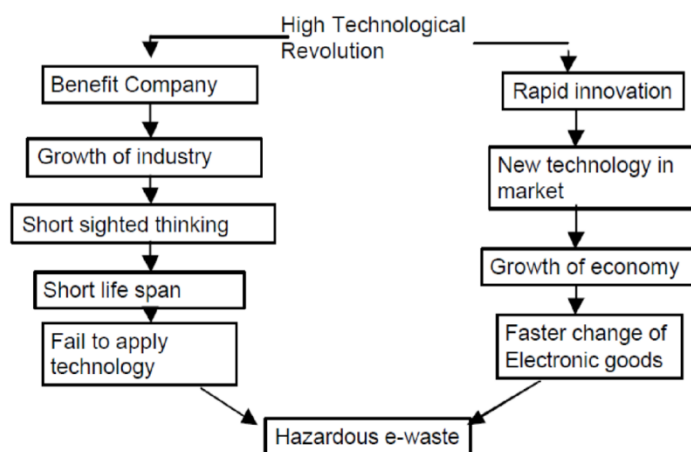 High Technological
Revolution
Benefit Company
Growth of industry
Short sighted thinking
Short life span
Fail to apply
technology
Rapid innovation
New technology in
market
Growth of economy
Faster change of
Electronic goods
Hazardous e-waste